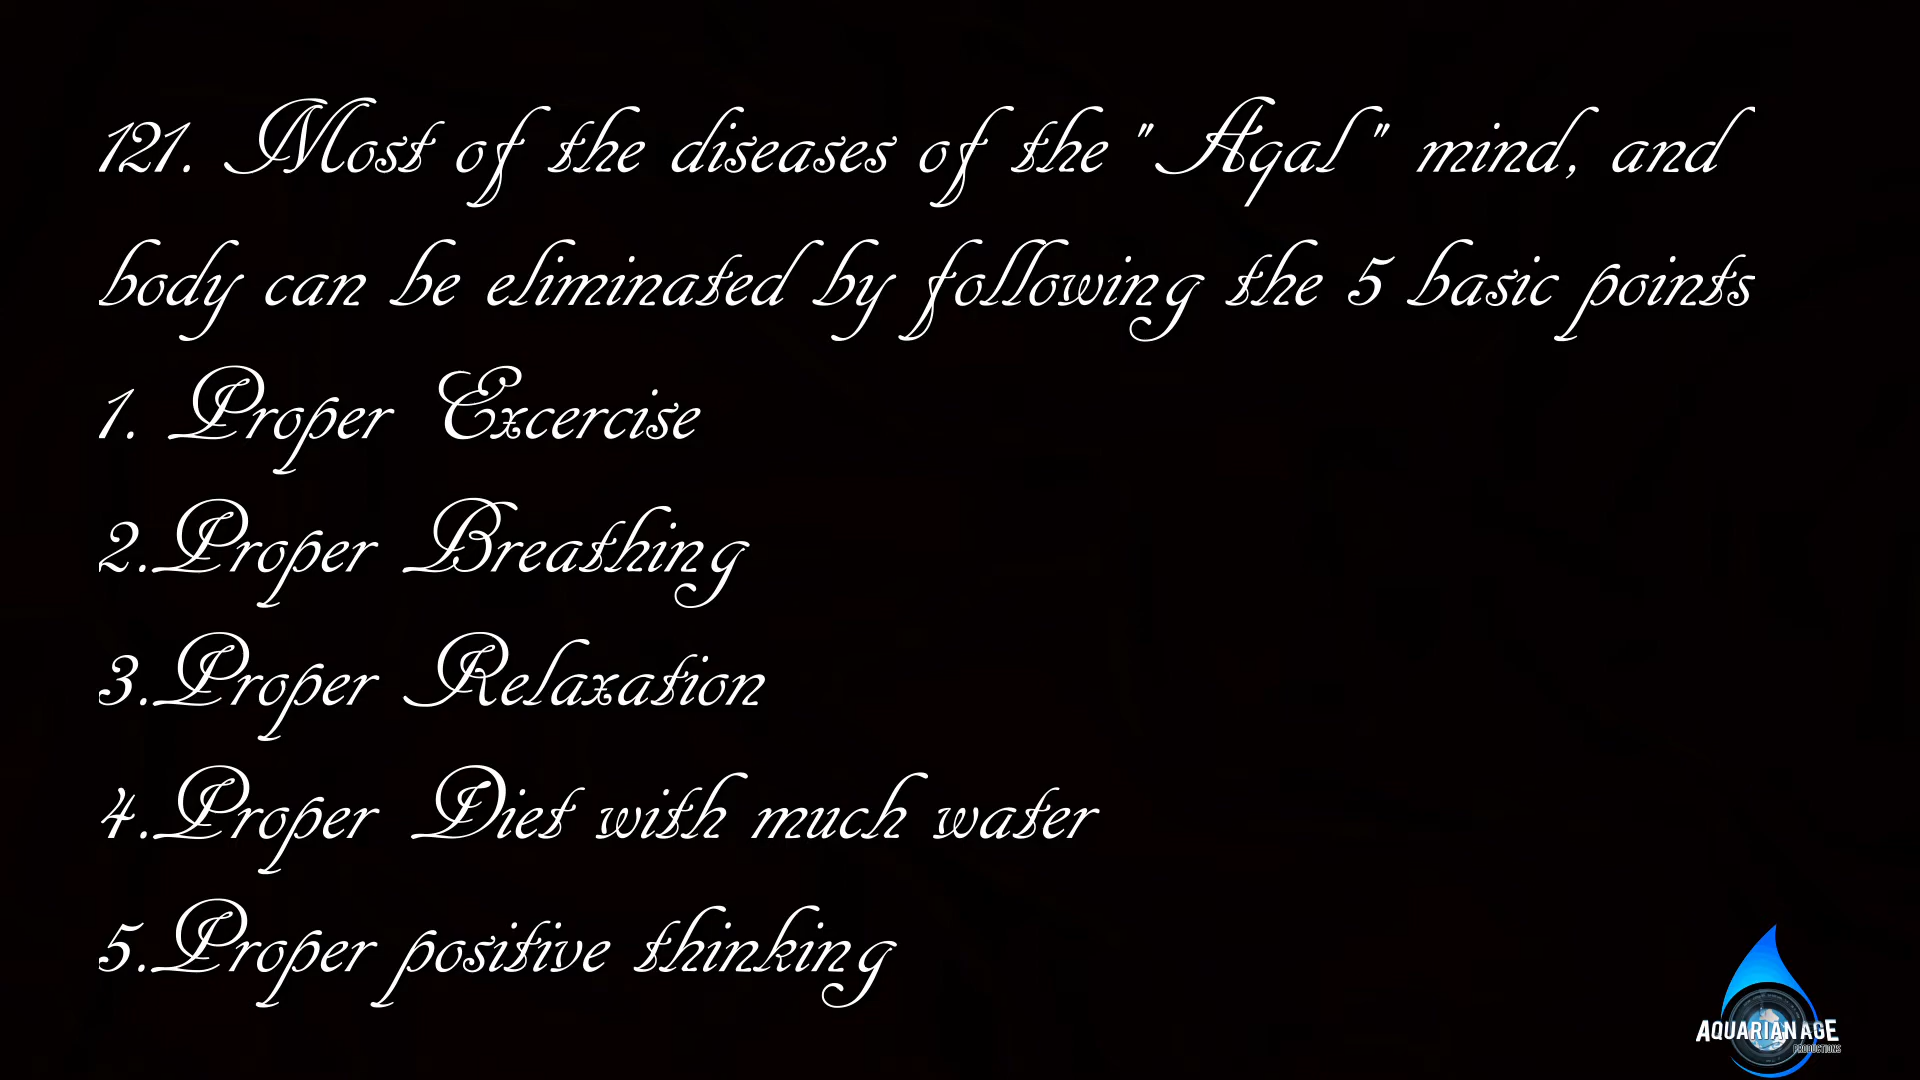 121. Most of the diseases of the "Aqal" mind, and
body can be eliminated by following the 5 basic points
1. Proper Excercise
2.Proper Breathing
3.Proper Relaxation
4.Proper Diet with much water
5.Proper positive thinking
AQUARIAN AGE
PRODUCTIONS